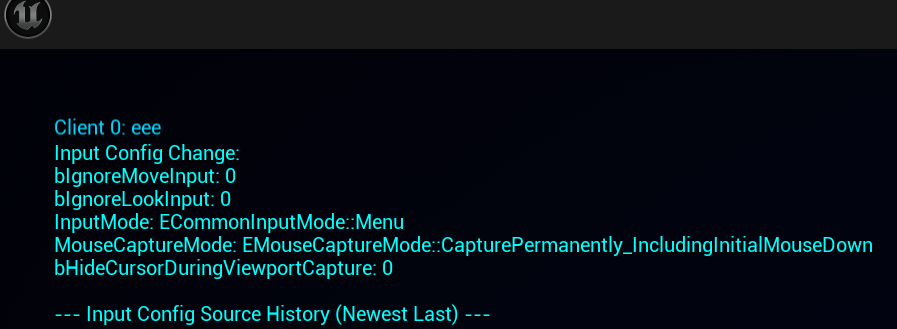 Client 0: eee
Input Config Change:
bIgnoreMoveInput: 0
bIgnoreLookInput: 0
InputMode: ECommonInputMode::Menu
MouseCaptureMode: EMouseCaptureMode::CapturePermanently_IncludingInitialMouseDown
bHideCursorDuringViewportCapture: 0
--- Input Config Source History (Newest Last) ---